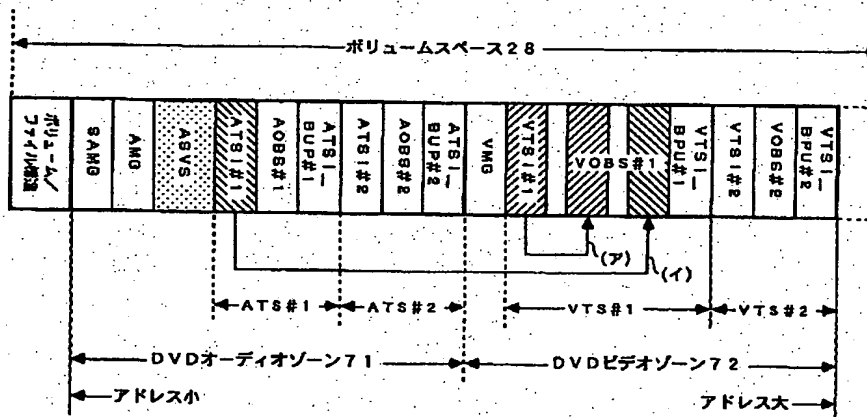 ボリュームスペース28
ボリューム/
ファイル構造
SAMG
AMG
ASVS
ATSI#1
AOBS#1
ATSI_
BUP#1
ATSI#2
AOBS#2
ATSI_
BUP#2
VMG
VTSI#1
VOBS#1
VTSI_
BPU#1
VTSI#2
VOBS#2
VTSI_
BPU#2
(ア)
(イ)
ATS#1
ATS#2
VTS#1
VTS#2
DVDオーディオゾーン71
DVDビデオゾーン72
アドレス小
アドレス大